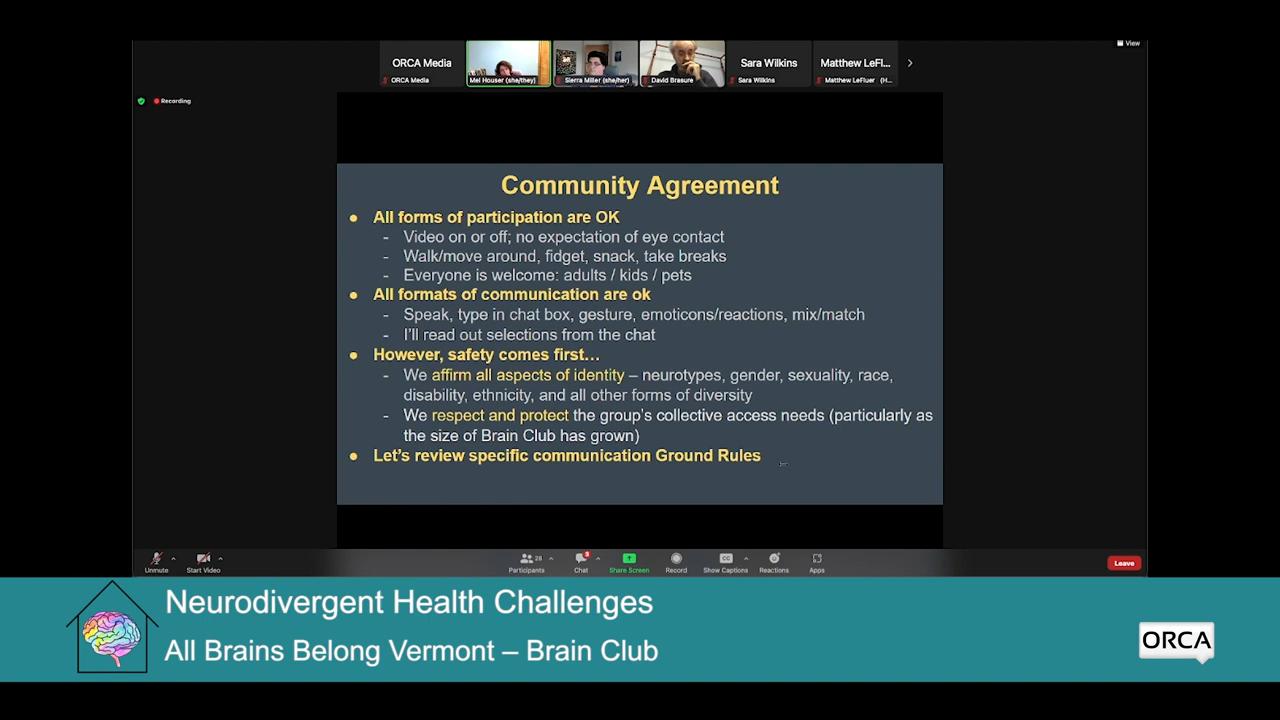 View
ORCA Media
Sara Wilkins
Matthew LeFl...
ORCA Media
Mel Houser (she/they)
Sierra Miller (she/her)
David Brasure
Sara Wilkins
Matthew LeFluer (H...
Recording
Community Agreement
● All forms of participation are OK
- Video on or off; no expectation of eye contact
- Walk/move around, fidget, snack, take breaks
- Everyone is welcome: adults / kids / pets
● All formats of communication are ok
- Speak, type in chat box, gesture, emoticons/reactions, mix/match
- I'll read out selections from the chat
● However, safety comes first…
- We affirm all aspects of identity – neurotypes, gender, sexuality, race,
disability, ethnicity, and all other forms of diversity
- We respect and protect the group's collective access needs (particularly as
the size of Brain Club has grown)
● Let's review specific communication Ground Rules
28
3
Unmute
Start Video
Participants
Chat
Share Screen
Record
Show Captions
Reactions
Apps
Leave
Neurodivergent Health Challenges
All Brains Belong Vermont – Brain Club
ORCA